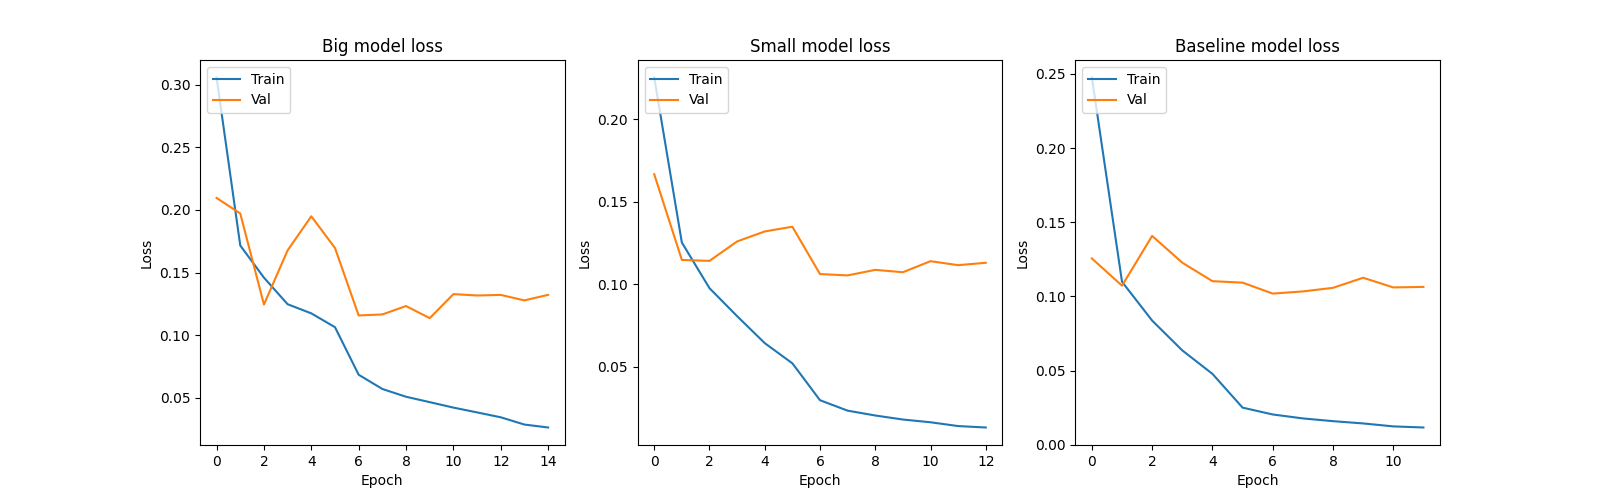 Big model loss
Train
Val
0.30
0.25
0.20
0.15
0.10
0.05
Loss
0 2 4 6 8 10 12 14
Epoch
Small model loss
Train
Val
0.20
0.15
0.10
0.05
Loss
0 2 4 6 8 10 12
Epoch
Baseline model loss
Train
Val
0.25
0.20
0.15
0.10
0.05
0.00
Loss
0 2 4 6 8 10
Epoch